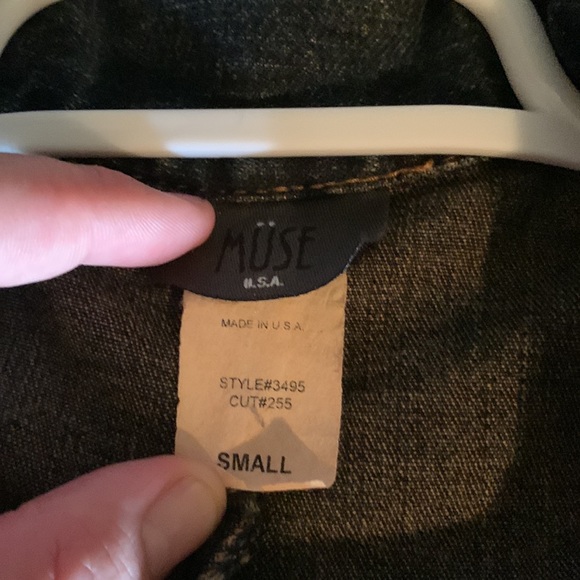 MÜSE
U.S.A.
MADE IN U.S.A.
STYLE#3495
CUT#255
SMALL